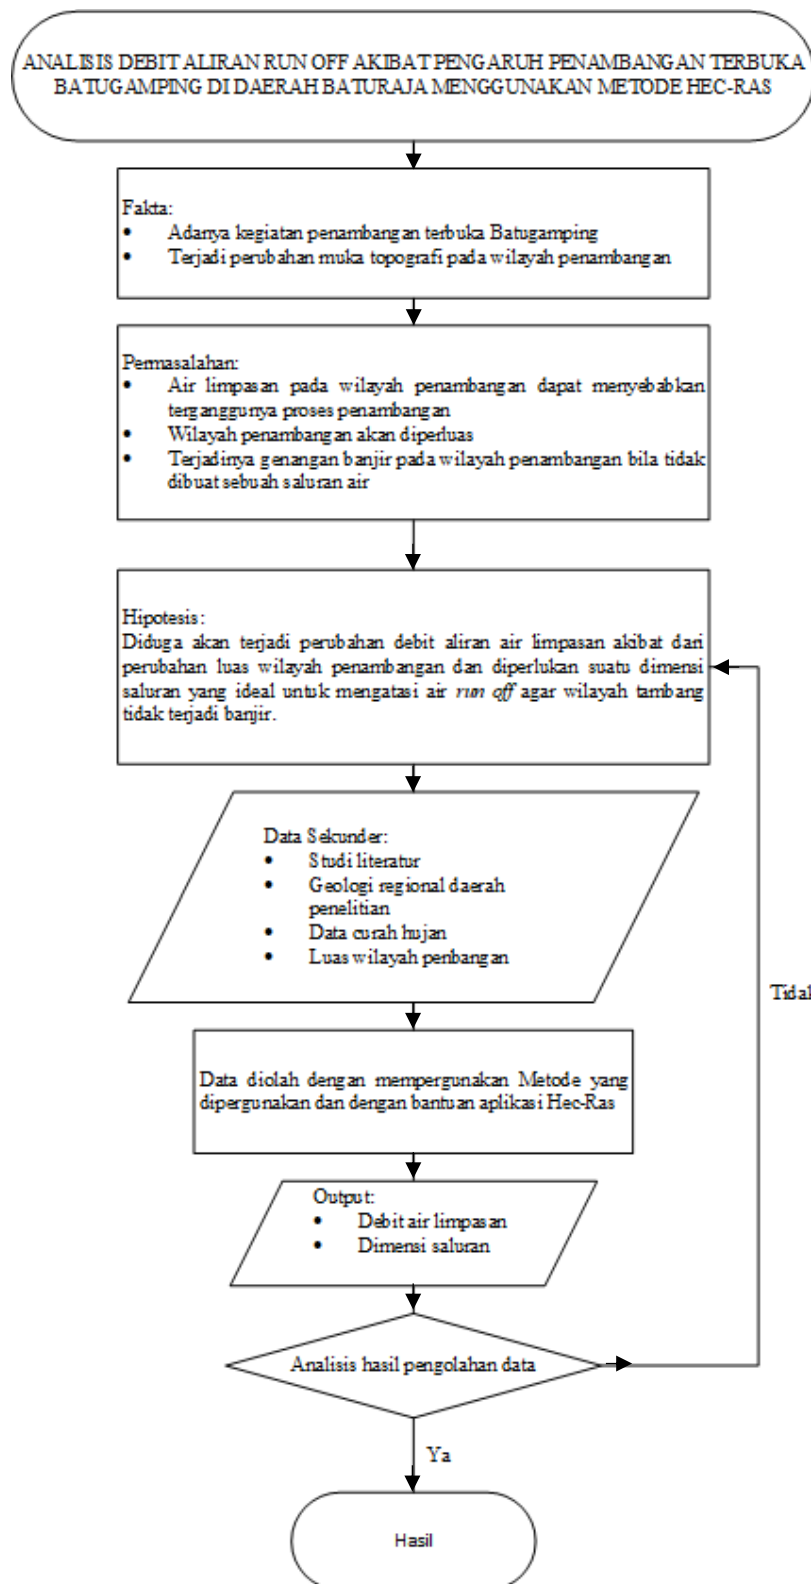 ANALISIS DEBIT ALIRAN RUN OFF AKIBAT PENGARUH PENAMBANGAN TERBUKA
BATUGAMPING DI DAERAH BATURAJA MENGGUNAKAN METODE HEC-RAS
Fakta:
• Adanya kegiatan penambangan terbuka Batugamping
• Terjadi perubahan muka topografi pada wilayah penambangan
Permasalahan:
• Air limpasan pada wilayah penambangan dapat menyebabkan
terganggunya proses penambangan
• Wilayah penambangan akan diperluas
• Terjadinya genangan banjir pada wilayah penambangan bila tidak
dibuat sebuah saluran air
Hipotesis:
Diduga akan terjadi perubahan debit aliran air limpasan akibat dari
perubahan luas wilayah penambangan dan diperlukan suatu dimensi
saluran yang ideal untuk mengatasi air run off agar wilayah tambang
tidak terjadi banjir.
Data Sekunder:
• Studi literatur
• Geologi regional daerah
penelitian
• Data curah hujan
• Luas wilayah penbangan
Tidak
Data diolah dengan mempergunakan Metode yang
dipergunakan dan dengan bantuan aplikasi Hec-Ras
Output:
• Debit air limpasan
• Dimensi saluran
Analisis hasil pengolahan data
Ya
Hasil